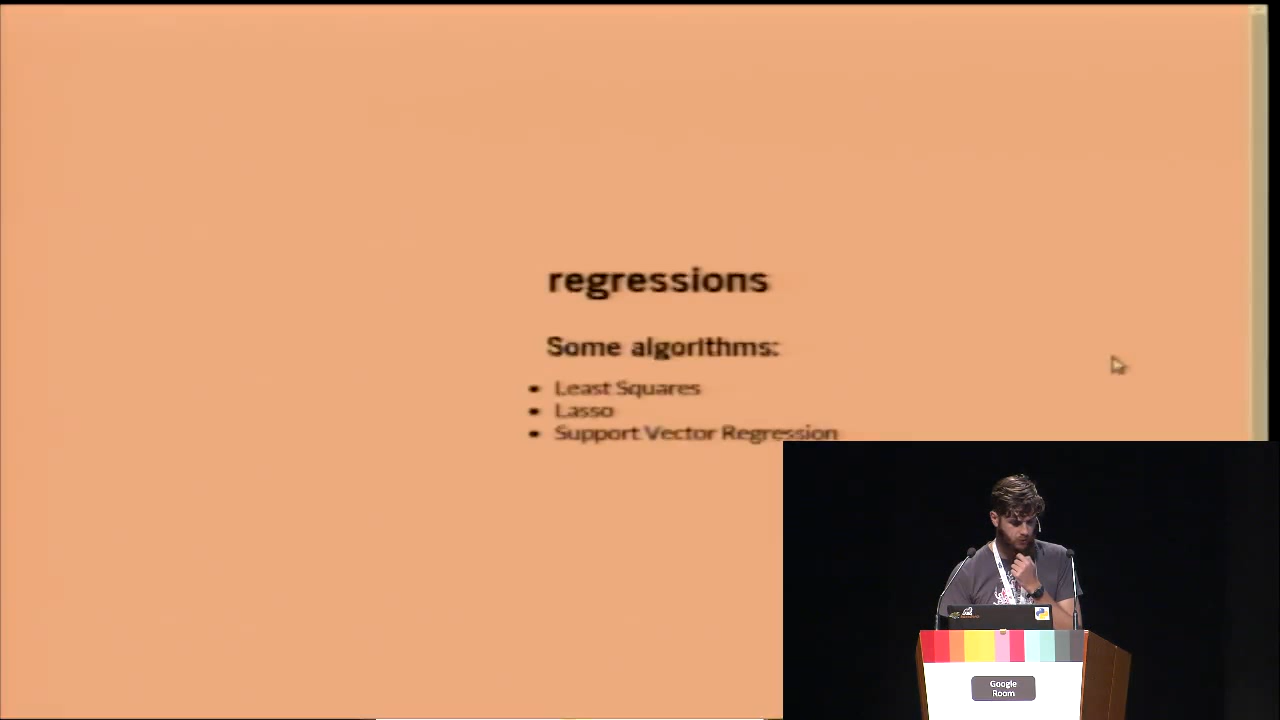 regressions
Some algorithms:
Least Squares
Lasso
Support Vector Regression
Google
Room